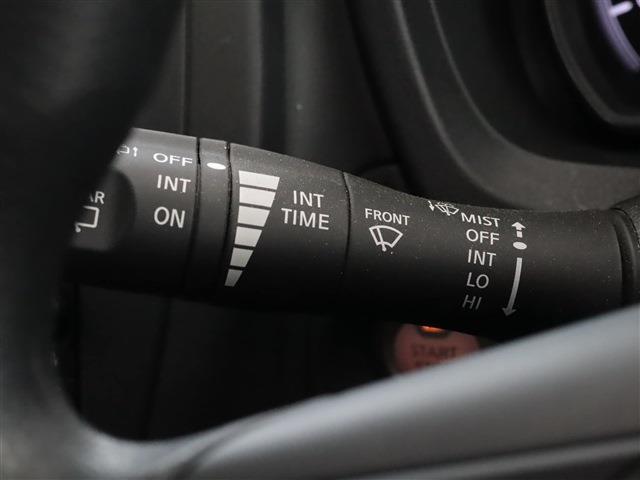 OFF
INT
ON
INT
TIME
FRONT
MIST
OFF
INT
LO
HI
START